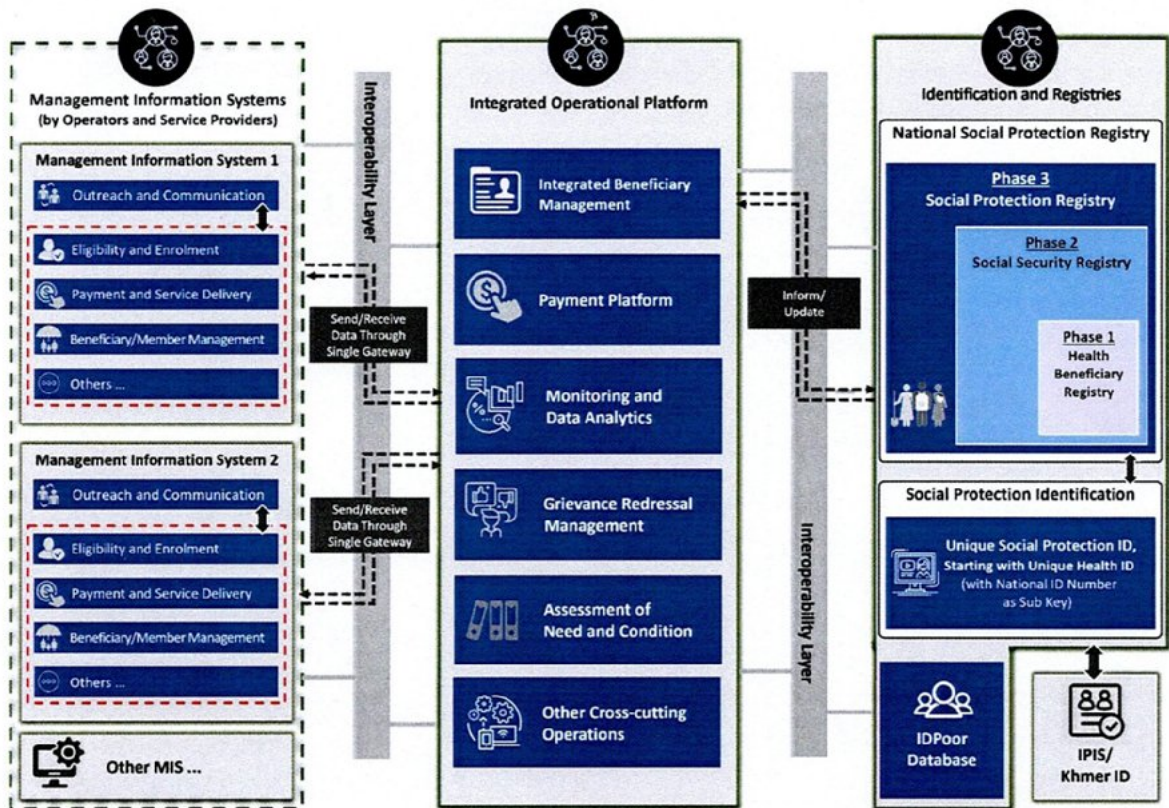 Management Information Systems
(by Operators and Service Providers)
Management Information System 1
Outreach and Communication
Eligibility and Enrolment
Payment and Service Delivery
Beneficiary/Member Management
Others ...
Management Information System 2
Outreach and Communication
Eligibility and Enrolment
Payment and Service Delivery
Beneficiary/Member Management
Others ...
Other MIS ...
Interoperability Layer
Send/Receive
Data Through
Single Gateway
Send/Receive
Data Through
Single Gateway
Integrated Operational Platform
Integrated Beneficiary
Management
Payment Platform
Monitoring and
Data Analytics
Grievance Redressal
Management
Assessment of
Need and Condition
Other Cross-cutting
Operations
Inform/
Update
Interoperability Layer
Identification and Registries
National Social Protection Registry
Phase 3
Social Protection Registry
Phase 2
Social Security Registry
Phase 1
Health
Beneficiary
Registry
Social Protection Identification
Unique Social Protection ID,
Starting with Unique Health ID
(with National ID Number
as Sub Key)
IDPoor
Database
IPIS/
Khmer ID